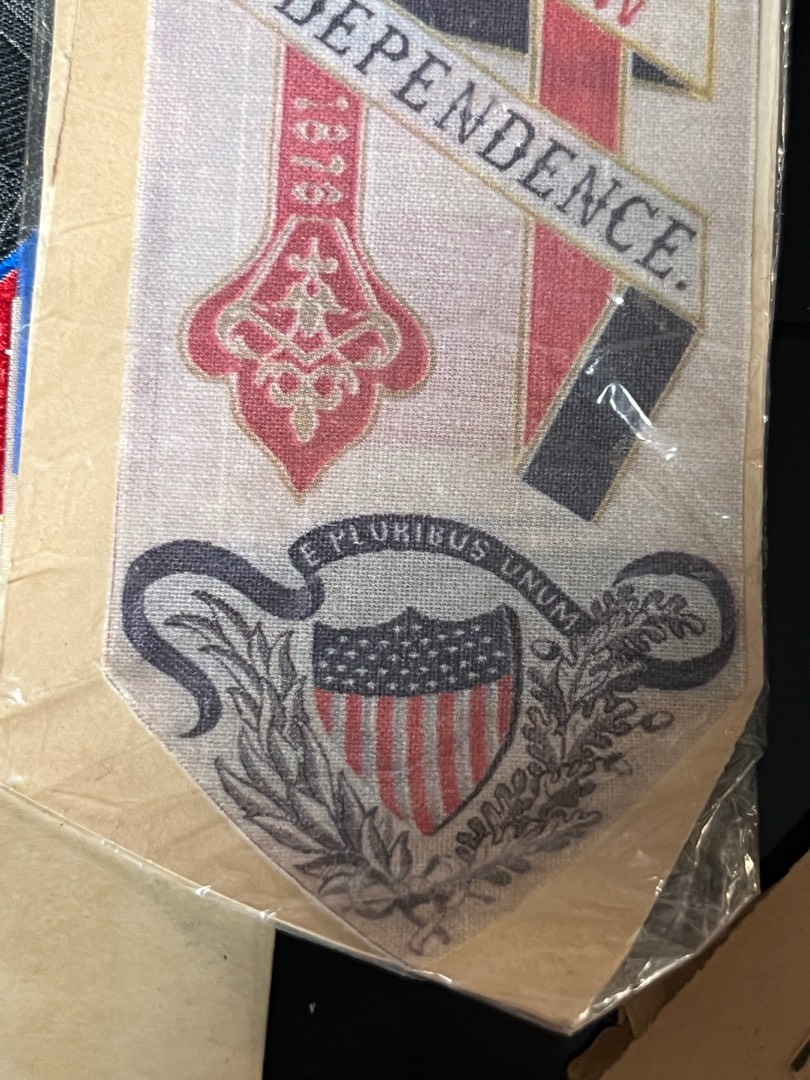 DEPENDENCE.
1876
E PLURIBUS UNUM